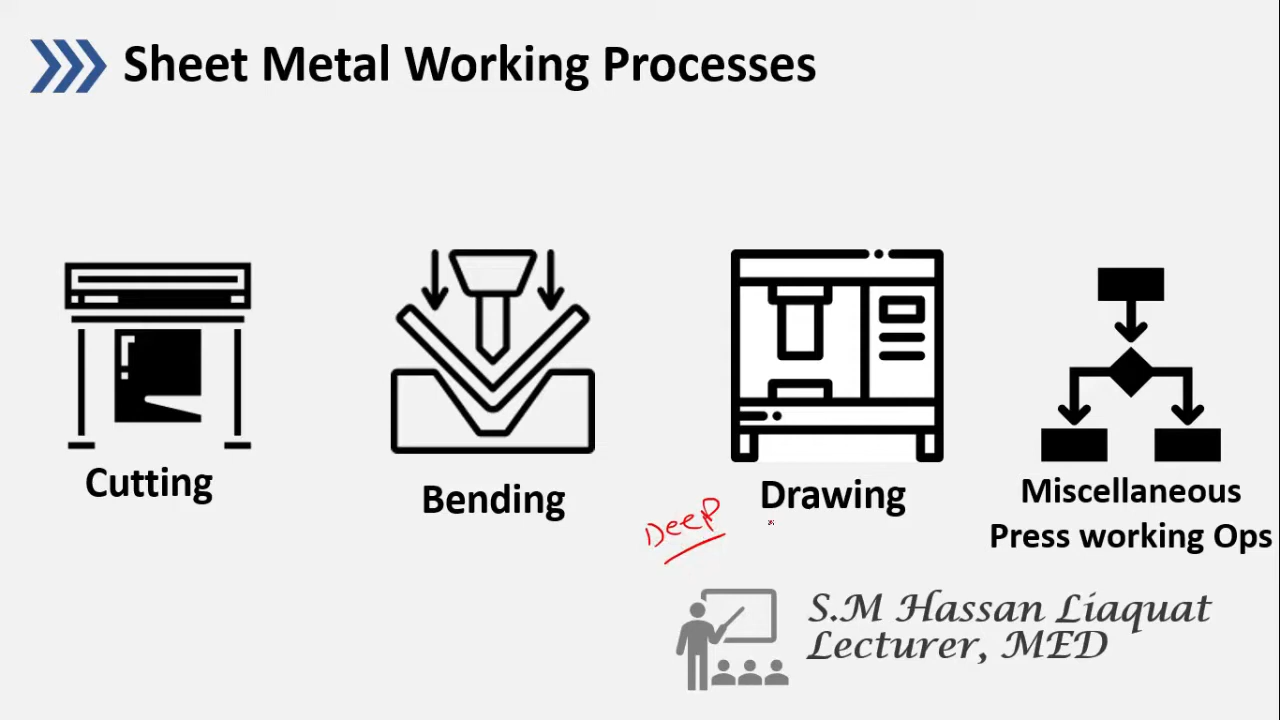 Sheet Metal Working Processes
Cutting
Bending
DeeP
Drawing
Miscellaneous
Press working Ops
S.M Hassan Liaquat
Lecturer, MED